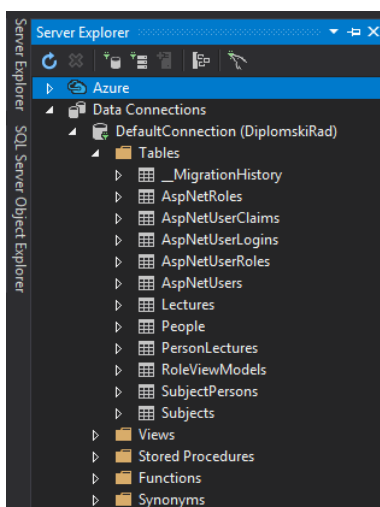 Server Explorer
SQL Server Object Explorer
Server Explorer
Azure
Data Connections
DefaultConnection (DiplomskiRad)
Tables
__MigrationHistory
AspNetRoles
AspNetUserClaims
AspNetUserLogins
AspNetUserRoles
AspNetUsers
Lectures
People
PersonLectures
RoleViewModels
SubjectPersons
Subjects
Views
Stored Procedures
Functions
Synonyms